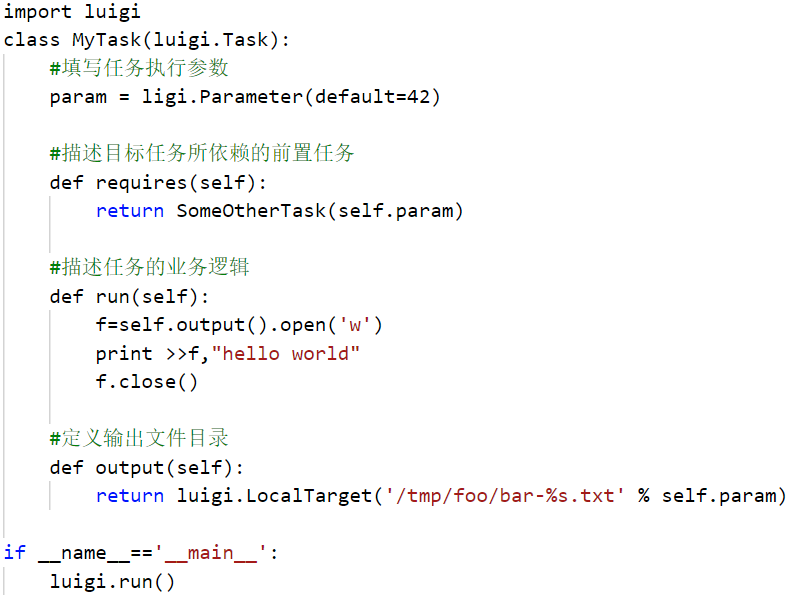 import luigi
class MyTask(luigi.Task):
    #填写任务执行参数
    param = ligi.Parameter(default=42)

    #描述目标任务所依赖的前置任务
    def requires(self):
        return SomeOtherTask(self.param)

    #描述任务的业务逻辑
    def run(self):
        f=self.output().open('w')
        print >>f,"hello world"
        f.close()

    #定义输出文件目录
    def output(self):
        return luigi.LocalTarget('/tmp/foo/bar-%s.txt' % self.param)

if __name__=='__main__':
    luigi.run()